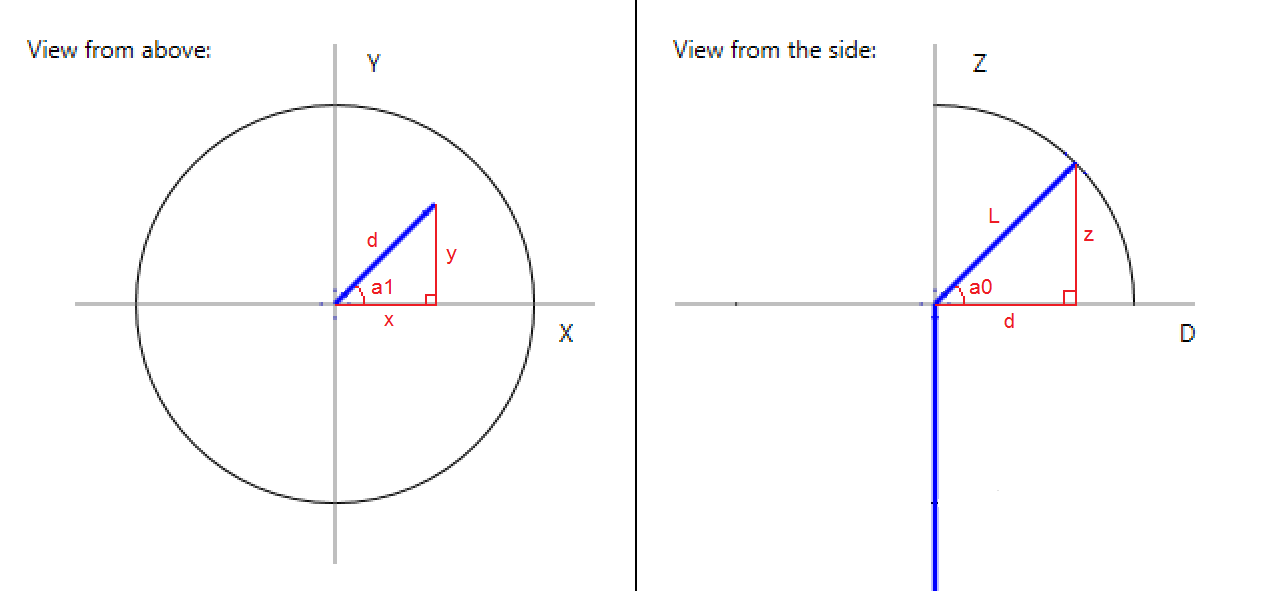 View from above:
Y
d
y
a1
x
X
View from the side:
Z
L
z
a0
d
D